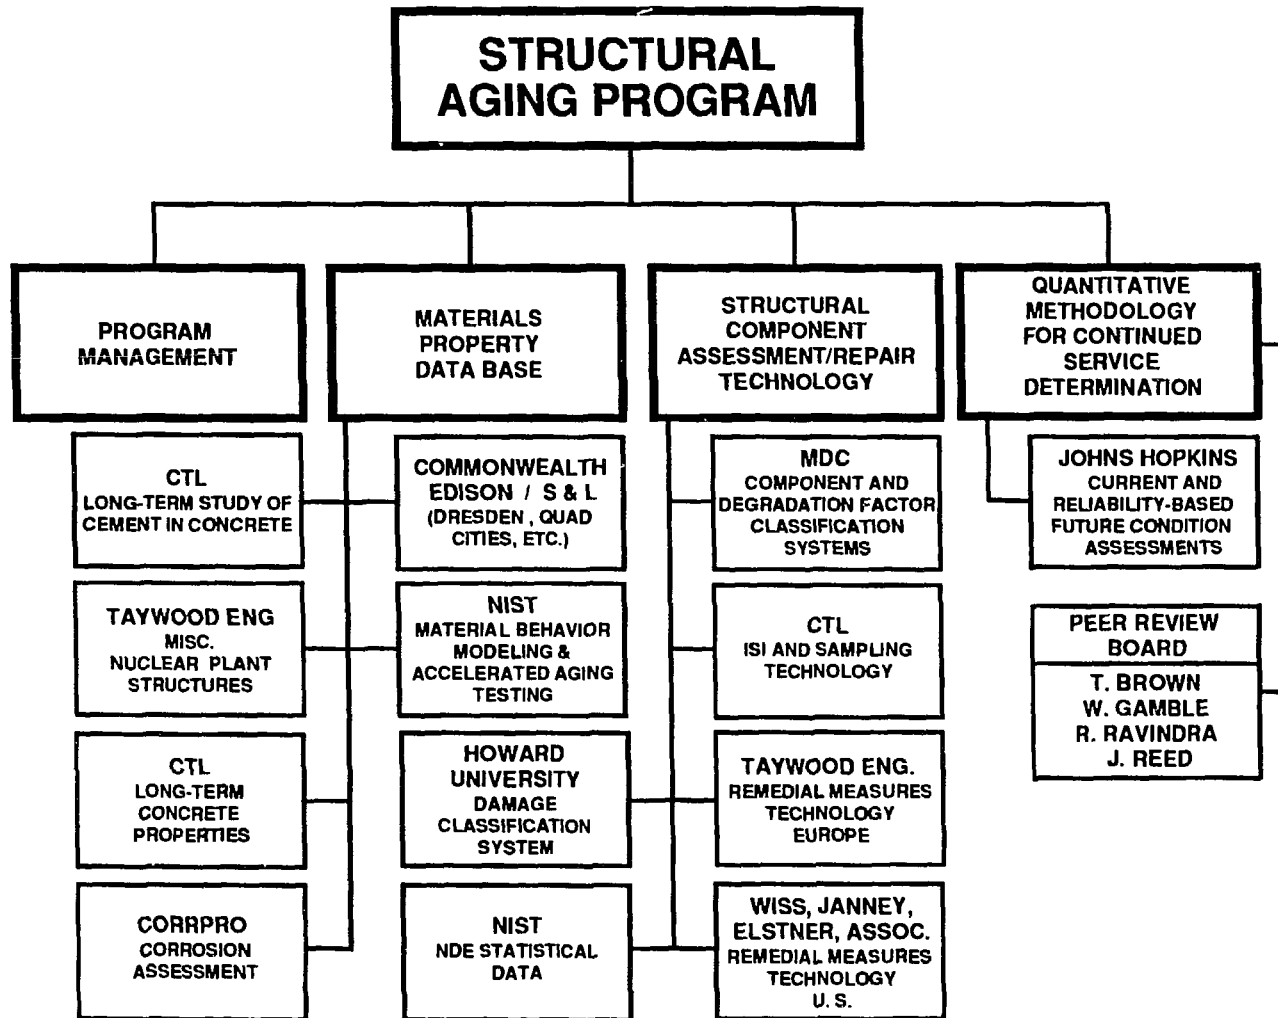 STRUCTURAL
AGING PROGRAM
PROGRAM
MANAGEMENT
MATERIALS
PROPERTY
DATA BASE
STRUCTURAL
COMPONENT
ASSESSMENT/REPAIR
TECHNOLOGY
QUANTITATIVE
METHODOLOGY
FOR CONTINUED
SERVICE
DETERMINATION
CTL
LONG-TERM STUDY OF
CEMENT IN CONCRETE
COMMONWEALTH
EDISON / S & L
(DRESDEN , QUAD
CITIES, ETC.)
MDC
COMPONENT AND
DEGRADATION FACTOR
CLASSIFICATION
SYSTEMS
JOHNS HOPKINS
CURRENT AND
RELIABILITY-BASED
FUTURE CONDITION
ASSESSMENTS
TAYWOOD ENG
MISC.
NUCLEAR PLANT
STRUCTURES
NIST
MATERIAL BEHAVIOR
MODELING &
ACCELERATED AGING
TESTING
CTL
ISI AND SAMPLING
TECHNOLOGY
PEER REVIEW
BOARD
T. BROWN
W. GAMBLE
R. RAVINDRA
J. REED
CTL
LONG-TERM
CONCRETE
PROPERTIES
HOWARD
UNIVERSITY
DAMAGE
CLASSIFICATION
SYSTEM
TAYWOOD ENG.
REMEDIAL MEASURES
TECHNOLOGY
EUROPE
CORRPRO
CORROSION
ASSESSMENT
NIST
NDE STATISTICAL
DATA
WISS, JANNEY,
ELSTNER, ASSOC.
REMEDIAL MEASURES
TECHNOLOGY
U. S.